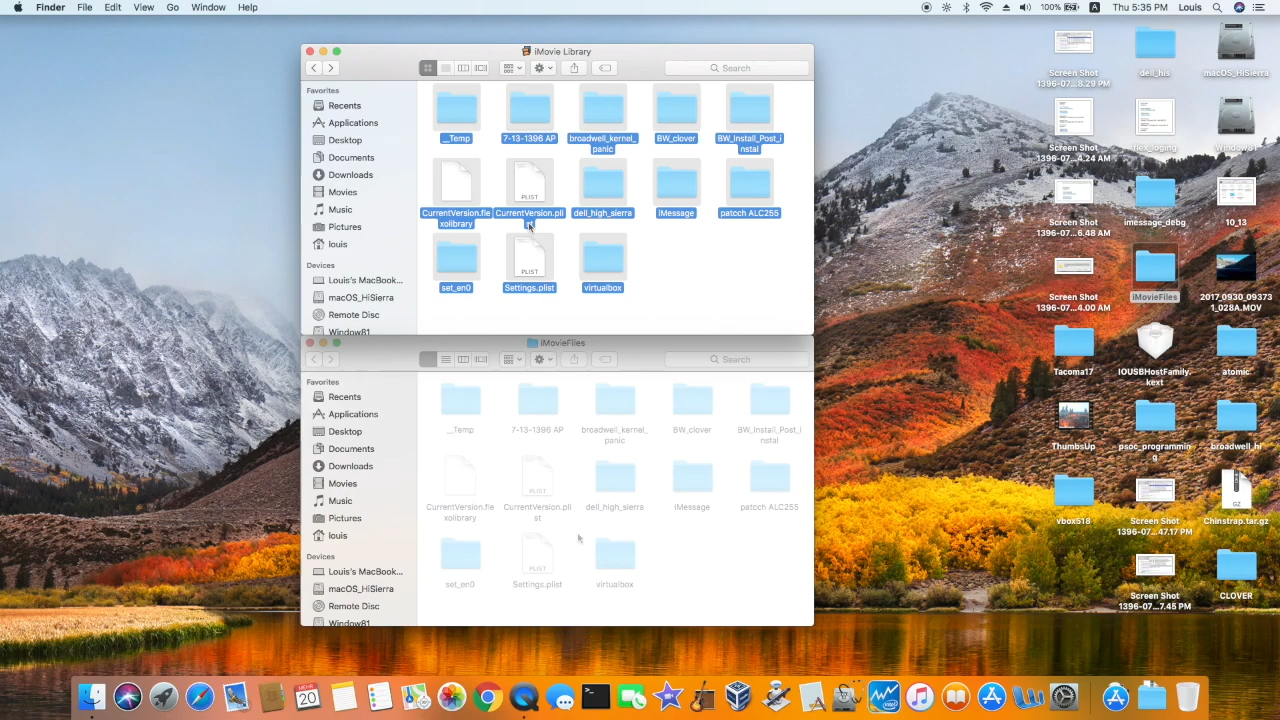 Finder File Edit View Go Window Help
100% A Thu 5:35 PM Louis
iMovie Library
Search
Favorites
Recents
Applications
Desktop
Documents
Downloads
Movies
Music
Pictures
louis
Devices
Louis's MacBook...
macOS_HiSierra
Remote Disc
Window81
__Temp
7-13-1396 AP
broadwell_kernel_
panic
BW_clover
BW_Install_Post_i
nstal
CurrentVersion.fle
xolibrary
PLIST
CurrentVersion.pli
dell_high_sierra
iMessage
patcch ALC255
set_en0
PLIST
Settings.plist
virtualbox
iMovieFiles
Search
Favorites
Recents
Applications
Desktop
Documents
Downloads
Movies
Music
Pictures
louis
Devices
Louis's MacBook...
macOS_HiSierra
Remote Disc
Window81
__Temp
7-13-1396 AP
broadwell_kernel_
panic
BW_clover
BW_Install_Post_i
nstal
CurrentVersion.fle
xolibrary
PLIST
CurrentVersion.pli
st
dell_high_sierra
iMessage
patcch ALC255
set_en0
PLIST
Settings.plist
virtualbox
Screen Shot
1396-07...8.29 PM
dell_his
macOS_HiSierra
Screen Shot
1396-07...4.24 AM
flex_loging
Window81
Screen Shot
1396-07...6.48 AM
imessage_debg
10_13
Screen Shot
1396-07...4.00 AM
iMovieFiles
2017_0930_09373
1_028A.MOV
Tacoma17
IOUSBHostFamily.
kext
atomic
ThumbsUp
psoc_programmin
g
broadwell_hig
vbox518
Screen Shot
1396-07...47.17 PM
GZ
Chinstrap.tar.gz
Screen Shot
1396-07...7.45 PM
CLOVER
MEHR
20